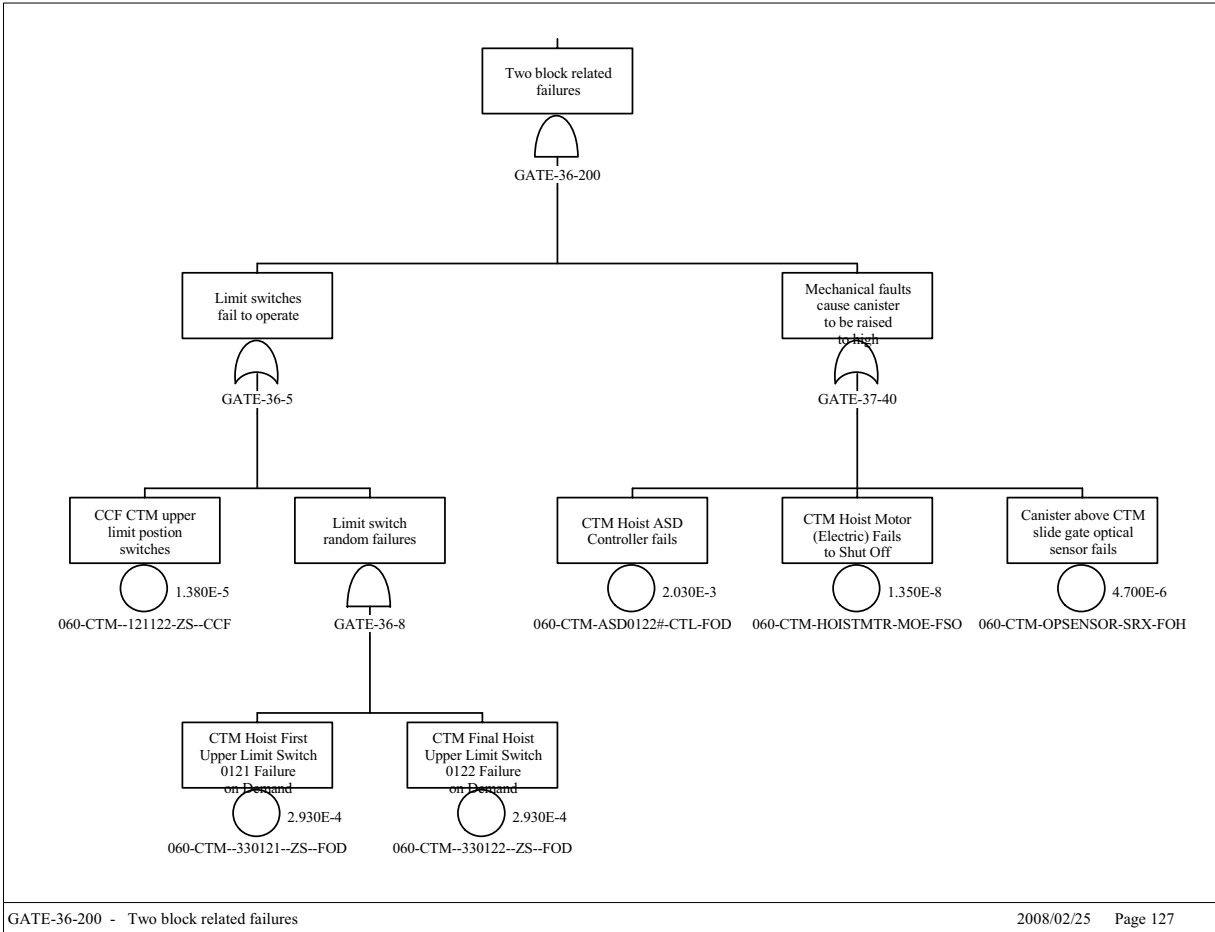 Two block related
failures
GATE-36-200
Limit switches
fail to operate
GATE-36-5
Mechanical faults
cause canister
to be raised
to high
GATE-37-40
CCF CTM upper
limit postion
switches
1.380E-5
060-CTM--121122-ZS--CCF
Limit switch
random failures
GATE-36-8
CTM Hoist ASD
Controller fails
2.030E-3
060-CTM-ASD0122#-CTL-FOD
CTM Hoist Motor
(Electric) Fails
to Shut Off
1.350E-8
060-CTM-HOISTMTR-MOE-FSO
Canister above CTM
slide gate optical
sensor fails
4.700E-6
060-CTM-OPSENSOR-SRX-FOH
CTM Hoist First
Upper Limit Switch
0121 Failure
on Demand
2.930E-4
060-CTM--330121--ZS--FOD
CTM Final Hoist
Upper Limit Switch
0122 Failure
on Demand
2.930E-4
060-CTM--330122--ZS--FOD
GATE-36-200 - Two block related failures
2008/02/25 Page 127